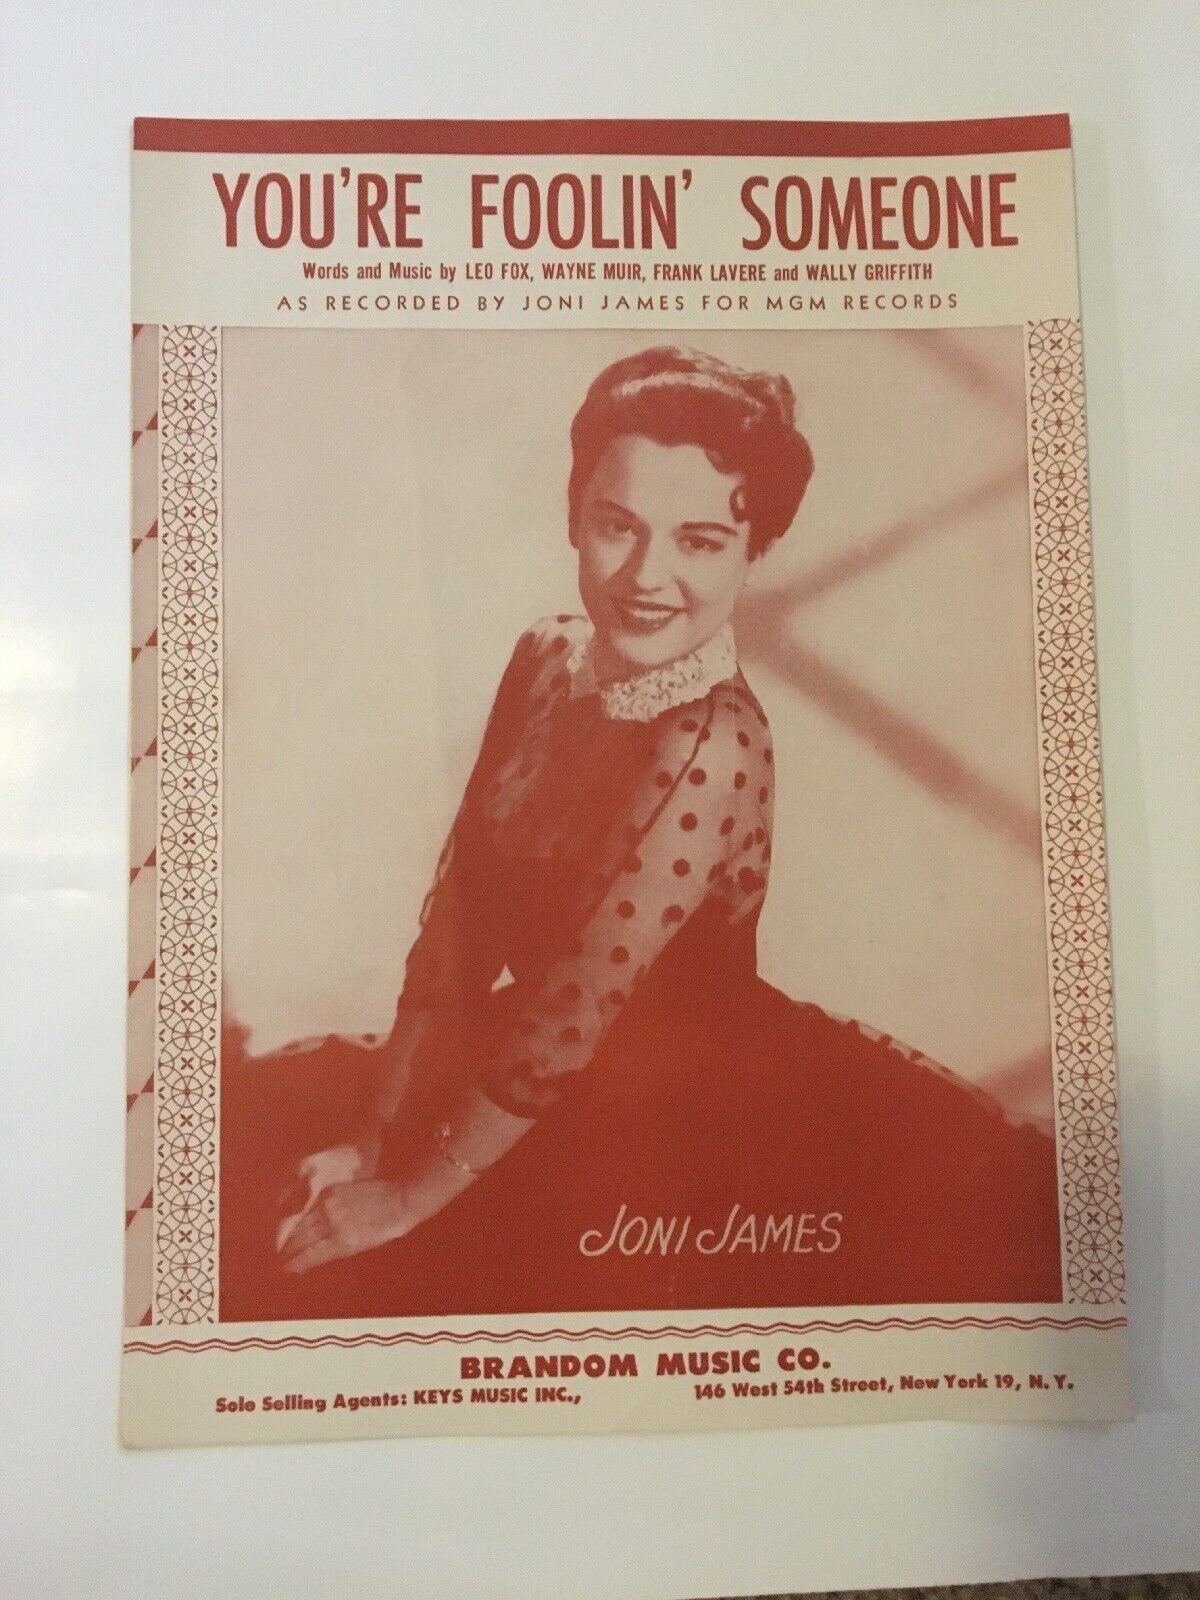 YOU'RE FOOLIN' SOMEONE
Words and Music by LEO FOX, WAYNE MUIR, FRANK LAVERE and WALLY GRIFFITH
AS RECORDED BY JONI JAMES FOR MGM RECORDS
JONI JAMES
BRANDOM MUSIC CO.
Sole Selling Agents: KEYS MUSIC INC., 146 West 54th Street, New York 19, N. Y.